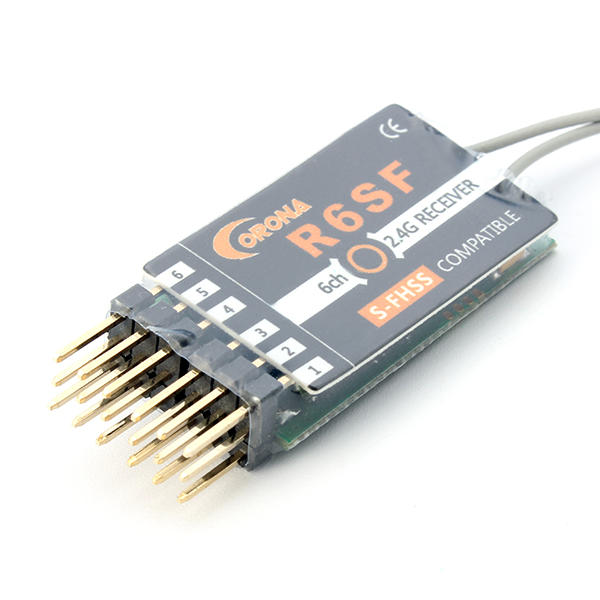 CE
CORONA
R6SF
6ch 2.4G RECEIVER
S-FHSS COMPATIBLE
6
5
4
3
2
1